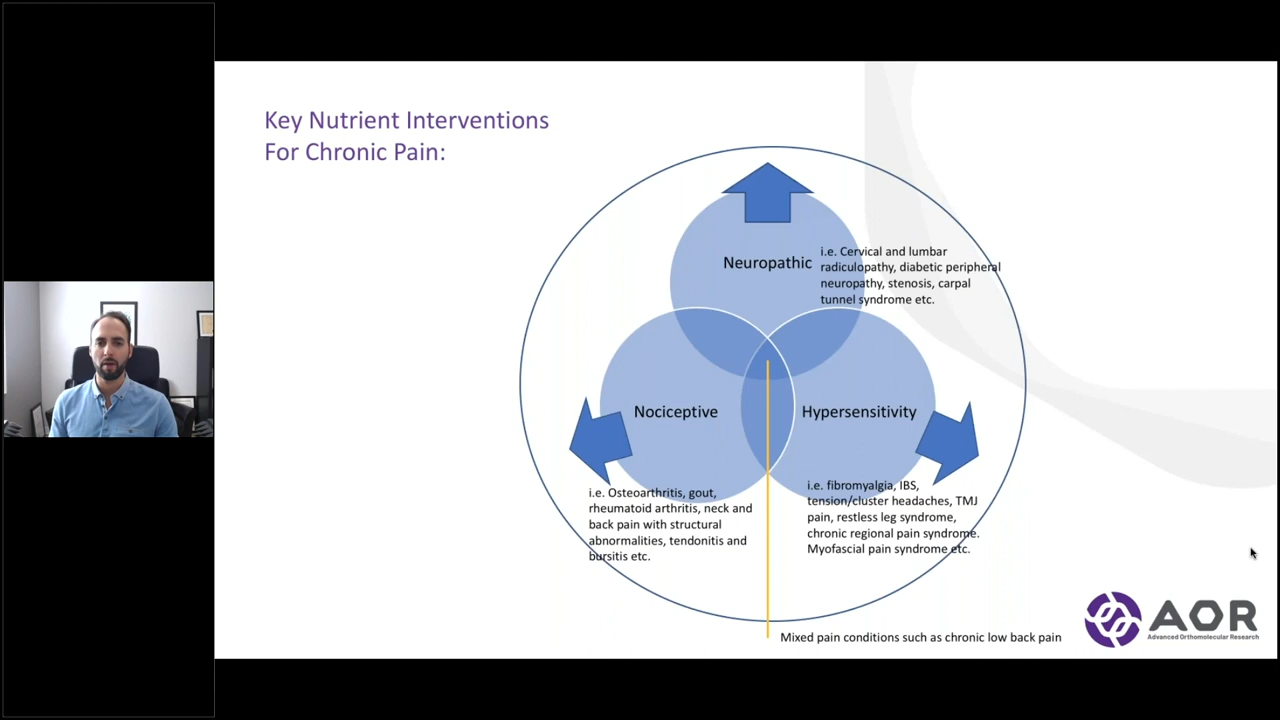 Key Nutrient Interventions
For Chronic Pain:
Neuropathic
i.e. Cervical and lumbar
radiculopathy, diabetic peripheral
neuropathy, stenosis, carpal
tunnel syndrome etc.
Nociceptive
Hypersensitivity
i.e. Osteoarthritis, gout,
rheumatoid arthritis, neck and
back pain with structural
abnormalities, tendonitis and
bursitis etc.
i.e. fibromyalgia, IBS,
tension/cluster headaches, TMJ
pain, restless leg syndrome,
chronic regional pain syndrome.
Myofascial pain syndrome etc.
Mixed pain conditions such as chronic low back pain
AOR
Advanced Orthomolecular Research